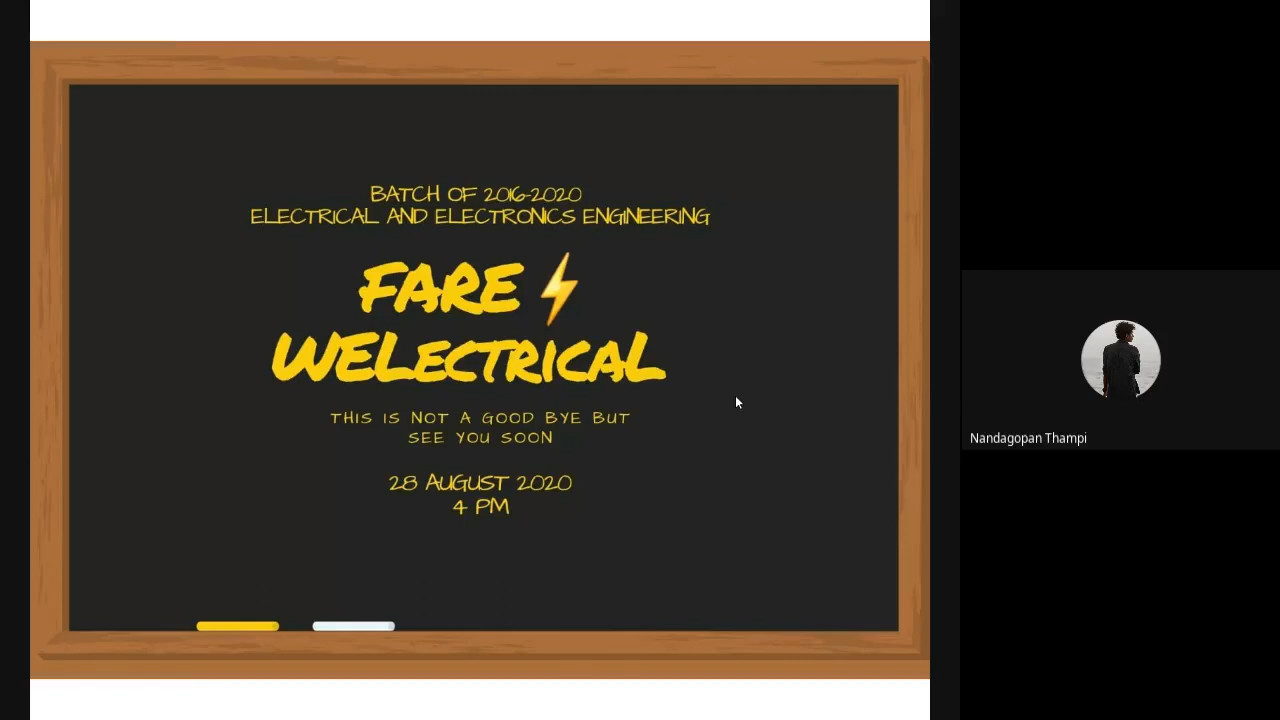 BATCH OF 2016-2020
ELECTRICAL AND ELECTRONICS ENGINEERING
FARE⚡
WELECTRICAL
THIS IS NOT A GOOD BYE BUT
SEE YOU SOON
28 AUGUST 2020
4 PM
Nandagopan Thampi